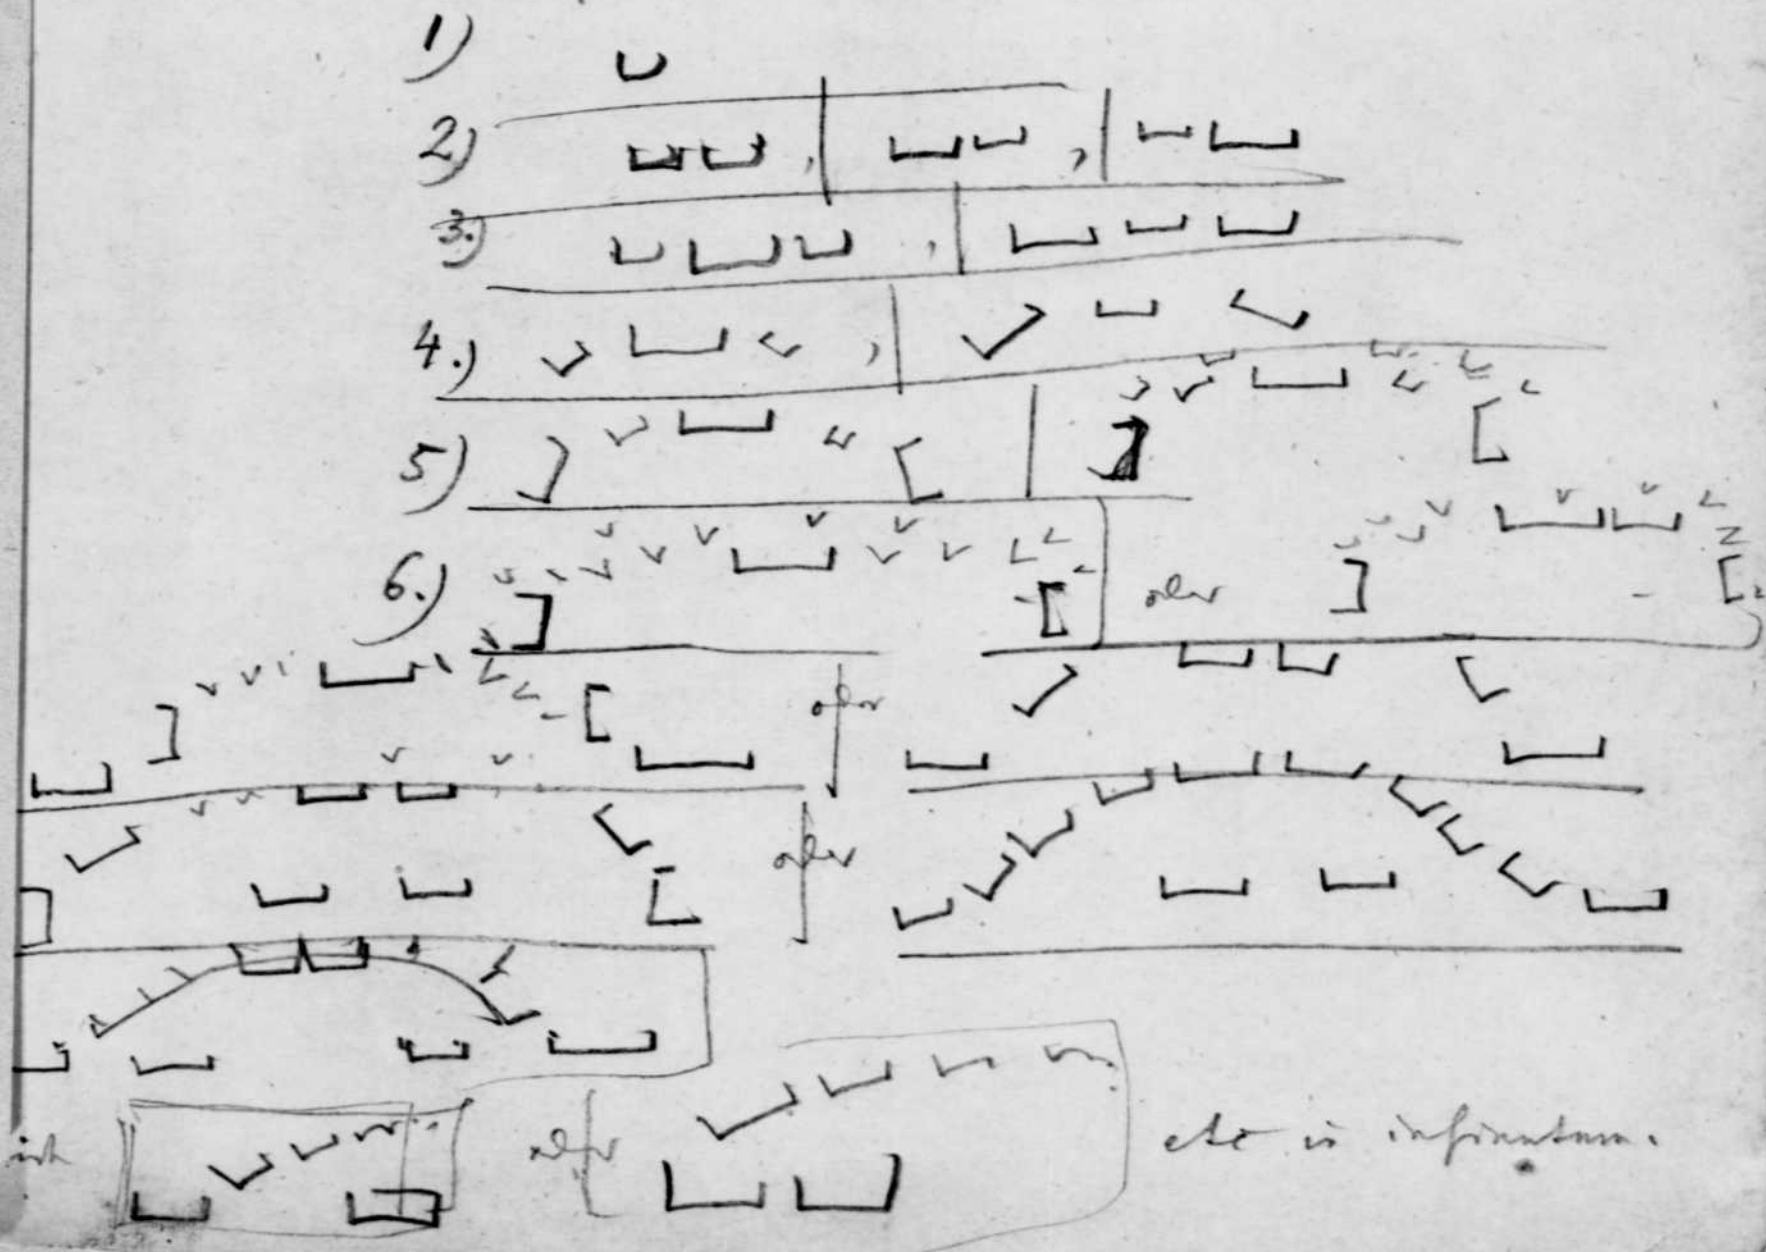 1)
2)
3.)
4.)
5)
6.) oder
oder
oder
oder etc in infinitum.